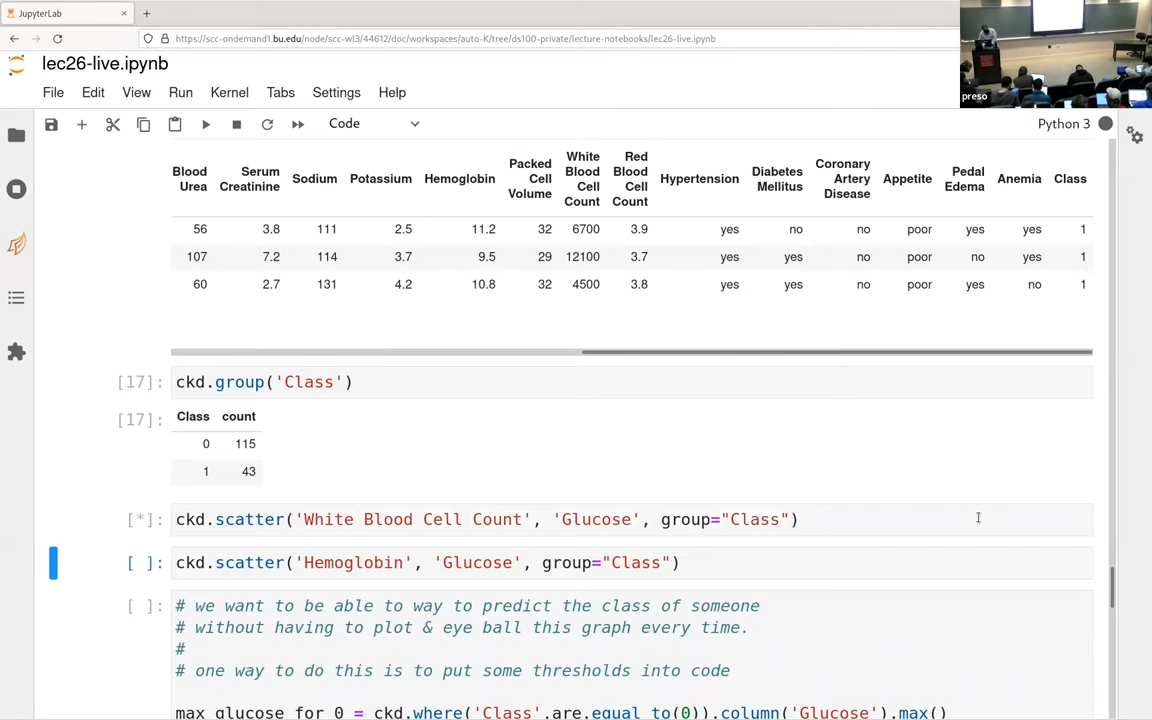 JupyterLab
https://scc-ondemand1.bu.edu/node/scc-wl3/44612/doc/workspaces/auto-K/tree/ds100-private/lecture-notebooks/lec26-live.ipynb
preso
lec26-live.ipynb
File Edit View Run Kernel Tabs Settings Help
Code
Python 3
Blood Urea Serum Creatinine Sodium Potassium Hemoglobin Packed Cell Volume White Blood Cell Count Red Blood Cell Count Hypertension Diabetes Mellitus Coronary Artery Disease Appetite Pedal Edema Anemia Class
56 3.8 111 2.5 11.2 32 6700 3.9 yes no no poor yes yes 1
107 7.2 114 3.7 9.5 29 12100 3.7 yes yes no poor no yes 1
60 2.7 131 4.2 10.8 32 4500 3.8 yes yes no poor yes no 1
[17]: ckd.group('Class')
[17]: Class count
0 115
1 43
[*]: ckd.scatter('White Blood Cell Count', 'Glucose', group="Class")
[ ]: ckd.scatter('Hemoglobin', 'Glucose', group="Class")
[ ]: # we want to be able to way to predict the class of someone
# without having to plot & eye ball this graph every time.
#
# one way to do this is to put some thresholds into code
max_glucose_for_0 = ckd.where('Class',are.equal_to(0)).column('Glucose').max()